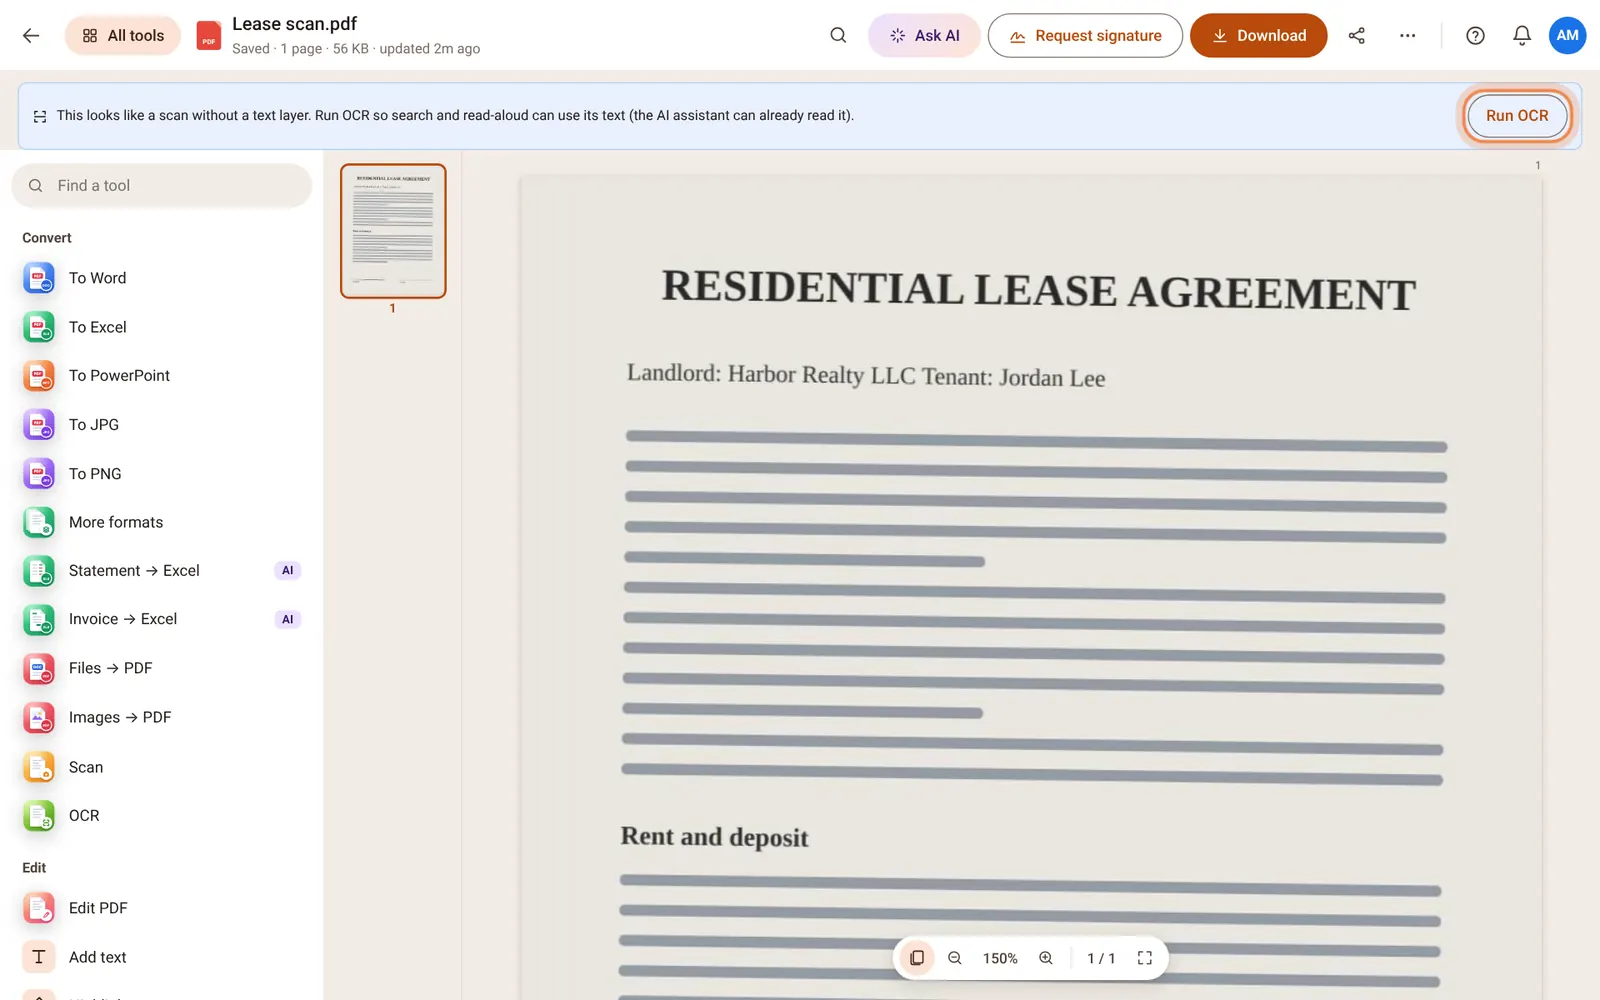 All tools
PDF
Lease scan.pdf
Saved · 1 page · 56 KB · updated 2m ago
Ask AI
Request signature
Download
AM
This looks like a scan without a text layer. Run OCR so search and read-aloud can use its text (the AI assistant can already read it).
Run OCR
Find a tool
Convert
To Word
To Excel
To PowerPoint
To JPG
To PNG
More formats
Statement → Excel AI
Invoice → Excel AI
Files → PDF
Images → PDF
Scan
OCR
Edit
Edit PDF
Add text
RESIDENTIAL LEASE AGREEMENT
1
1
RESIDENTIAL LEASE AGREEMENT
Landlord: Harbor Realty LLC Tenant: Jordan Lee
Rent and deposit
150% 1 / 1